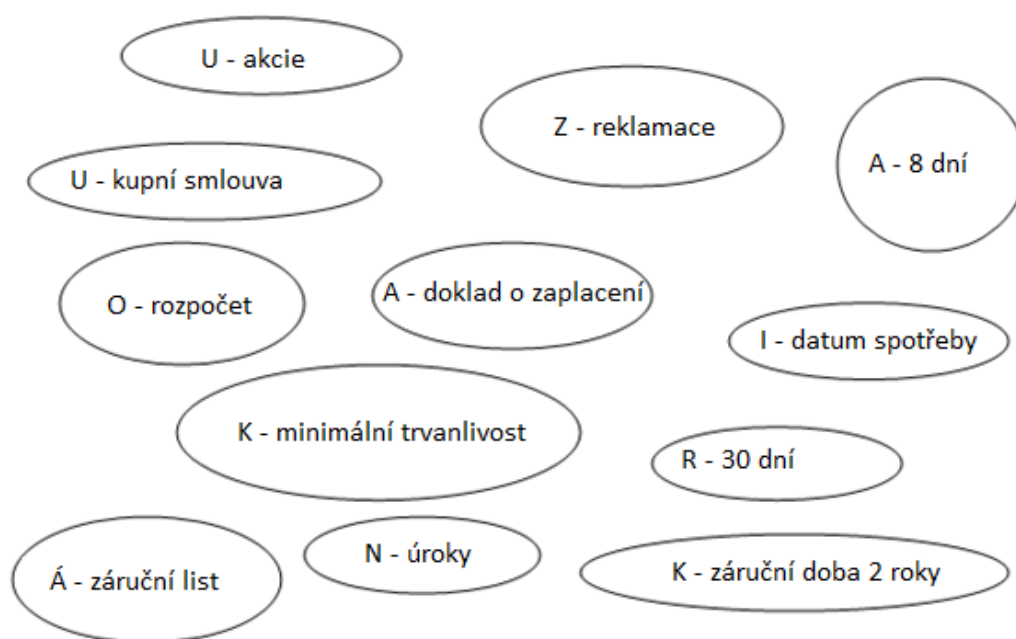 U - akcie
Z - reklamace
A - 8 dní
U - kupní smlouva
O - rozpočet
A - doklad o zaplacení
I - datum spotřeby
K - minimální trvanlivost
R - 30 dní
Á - záruční list
N - úroky
K - záruční doba 2 roky